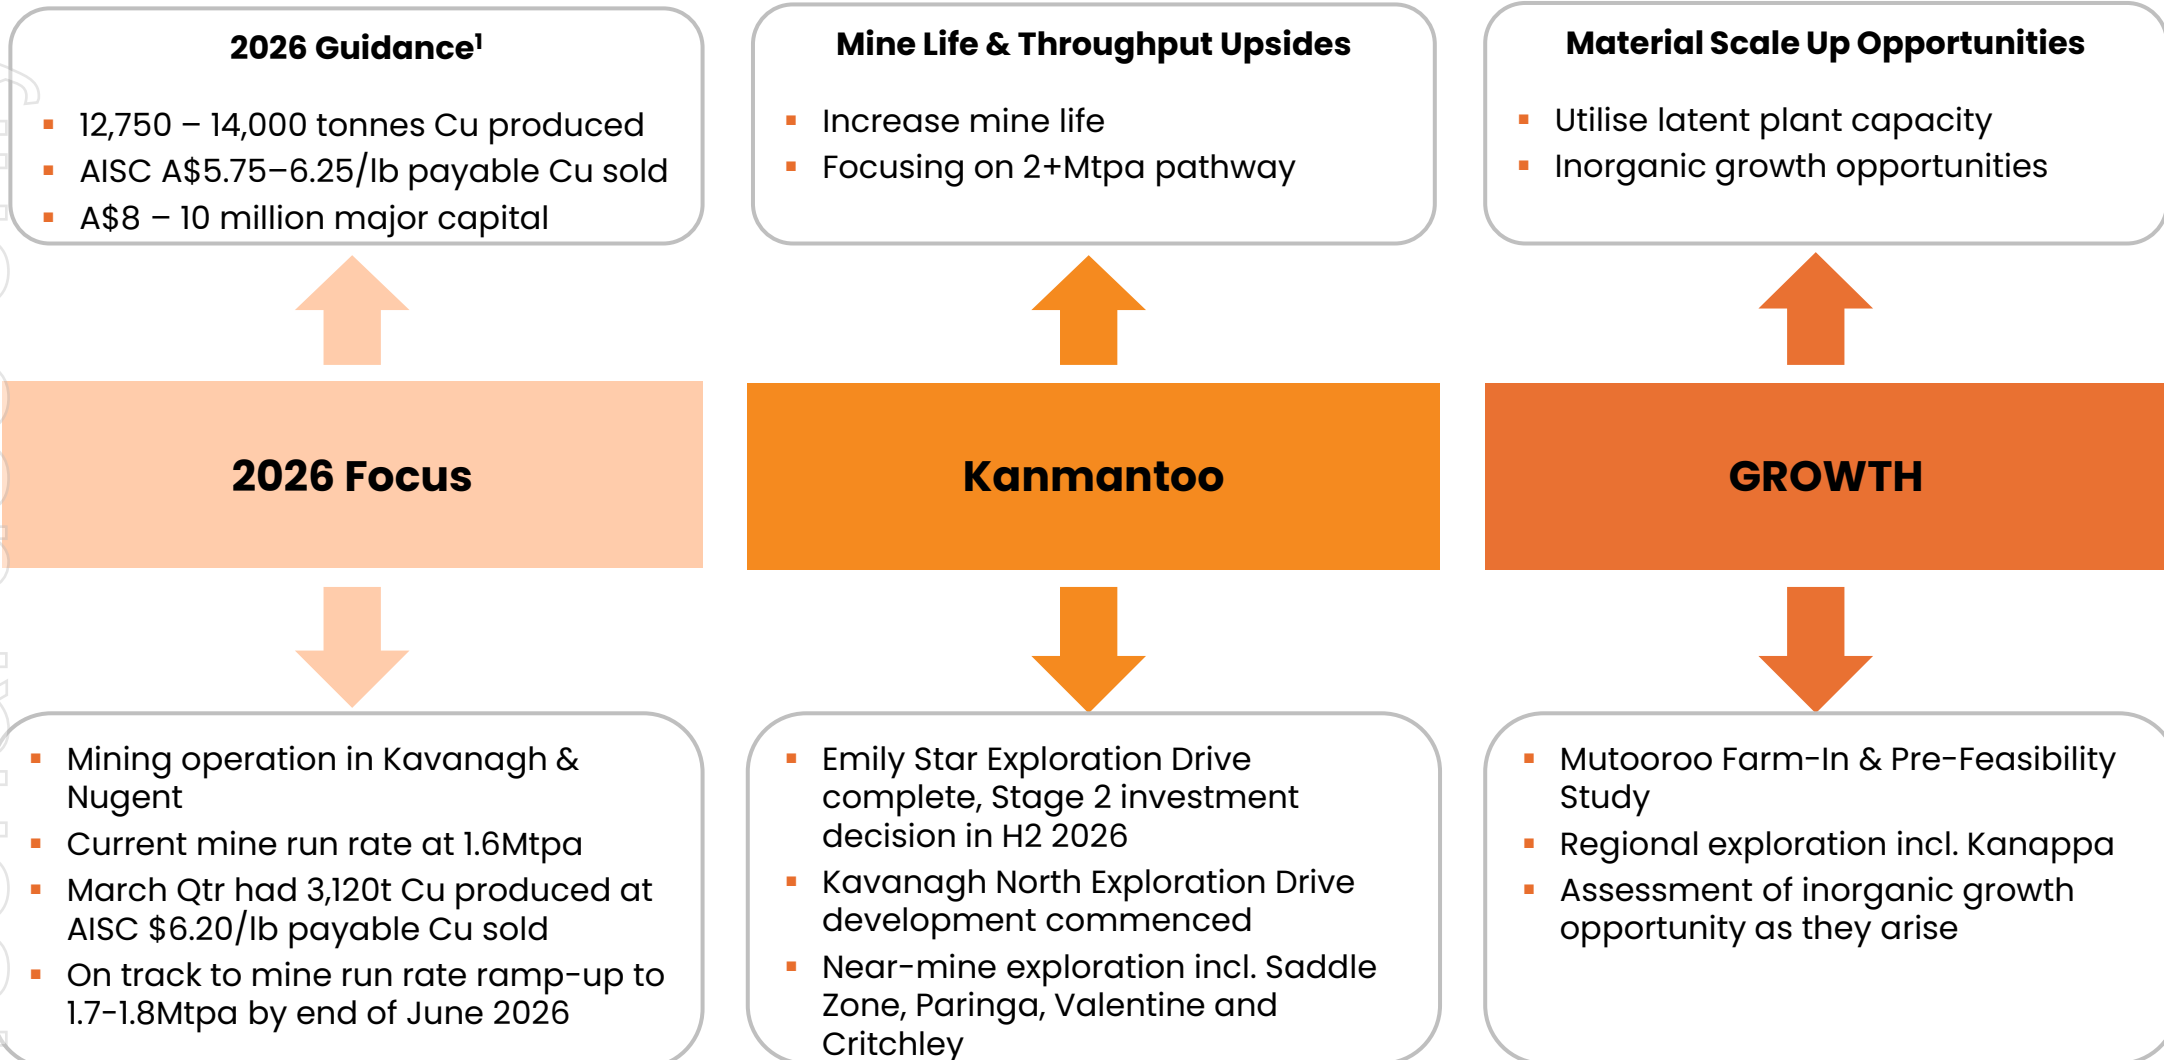 2026 Guidance¹
12,750 – 14,000 tonnes Cu produced
AISC A$5.75–6.25/lb payable Cu sold
A$8 – 10 million major capital
Mine Life & Throughput Upsides
Increase mine life
Focusing on 2+Mtpa pathway
Material Scale Up Opportunities
Utilise latent plant capacity
Inorganic growth opportunities
2026 Focus
Kanmantoo
GROWTH
Mining operation in Kavanagh &
Nugent
Current mine run rate at 1.6Mtpa
March Qtr had 3,120t Cu produced at
AISC $6.20/lb payable Cu sold
On track to mine run rate ramp-up to
1.7-1.8Mtpa by end of June 2026
Emily Star Exploration Drive
complete, Stage 2 investment
decision in H2 2026
Kavanagh North Exploration Drive
development commenced
Near-mine exploration incl. Saddle
Zone, Paringa, Valentine and
Critchley
Mutooroo Farm-In & Pre-Feasibility
Study
Regional exploration incl. Kanappa
Assessment of inorganic growth
opportunity as they arise